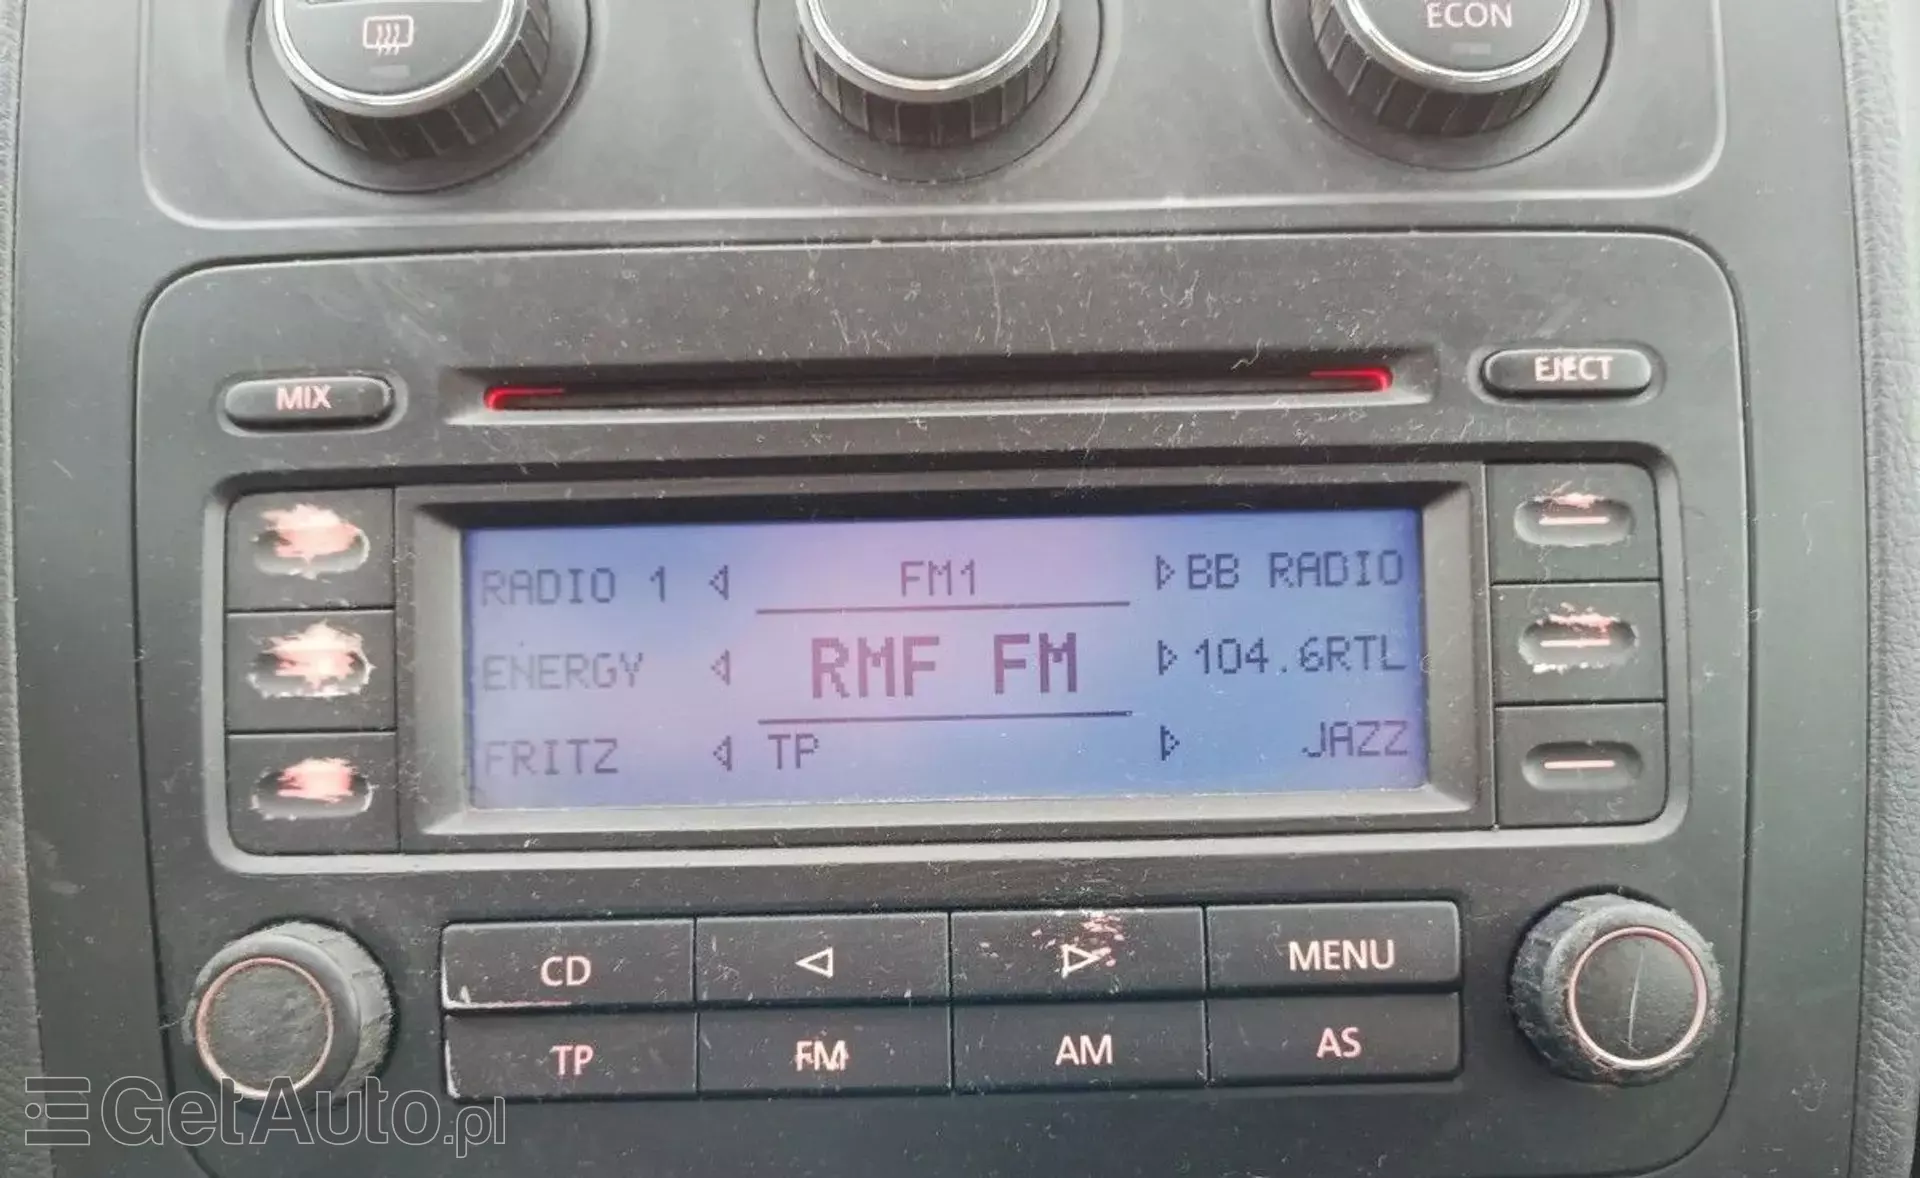 ECON
MIX
EJECT
RADIO 1
FM1
BB RADIO
ENERGY
RMF FM
104.6RTL
FRITZ
TP
JAZZ
CD
MENU
TP
FM
AM
AS
GetAuto.pl